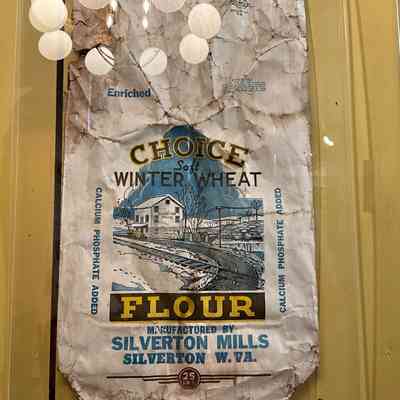 Enriched
CHOICE
Soft
WINTER WHEAT
CALCIUM PHOSPHATE ADDED
CALCIUM PHOSPHATE ADDED
FLOUR
MANUFACTURED BY
SILVERTON MILLS
SILVERTON W. VA.
25
LBS.